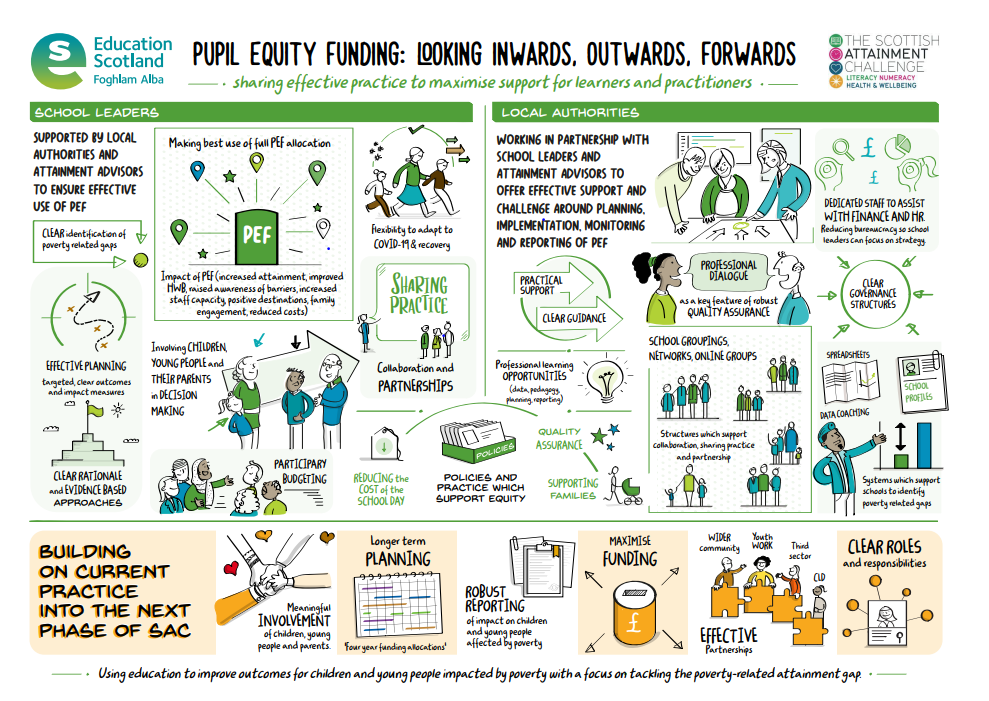 Education
Scotland
Foghlam Alba
PUPIL EQUITY FUNDING: LOOKING INWARDS, OUTWARDS, FORWARDS
sharing effective practice to maximise support for learners and practitioners
THE SCOTTISH
ATTAINMENT
CHALLENGE
LITERACY NUMERACY
HEALTH & WELLBEING
SCHOOL LEADERS
SUPPORTED BY LOCAL
AUTHORITIES AND
ATTAINMENT ADVISORS
TO ENSURE EFFECTIVE
USE OF PEF
CLEAR identification of
poverty related gaps
EFFECTIVE PLANNING
targeted, clear outcomes
and impact measures
CLEAR RATIONALE
and EVIDENCE BASED
APPROACHES
Making best use of full PEF allocation
PEF
Impact of PEF (increased attainment, improved
HWB, raised awareness of barriers, increased
staff capacity, positive destinations, family
engagement, reduced costs)
Involving CHILDREN,
YOUNG PEOPLE and
THEIR PARENTS
in DECISION
MAKING
PARTICIPARY
BUDGETING
flexibility to adapt to
COVID-19 & recovery
SHARING
PRACTICE
Collaboration and
PARTNERSHIPS
REDUCING the
COST of the
SCHOOL DAY
POLICIES
POLICIES AND
PRACTICE WHICH
SUPPORT EQUITY
QUALITY
ASSURANCE
SUPPORTING
FAMILIES
LOCAL AUTHORITIES
WORKING IN PARTNERSHIP WITH
SCHOOL LEADERS AND
ATTAINMENT ADVISORS TO
OFFER EFFECTIVE SUPPORT AND
CHALLENGE AROUND PLANNING,
IMPLEMENTATION, MONITORING
AND REPORTING OF PEF
PRACTICAL
SUPPORT
CLEAR GUIDANCE
Professional learning
OPPORTUNITIES
(data, pedagogy,
planning, reporting)
PROFESSIONAL
DIALOGUE
as a key feature of robust
QUALITY ASSURANCE
SCHOOL GROUPINGS,
NETWORKS, ONLINE GROUPS
Structures which support
collaboration, sharing practice
and partnership
£
£
DEDICATED STAFF TO ASSIST
WITH FINANCE AND HR.
Reducing bureaucracy so school
leaders can focus on strategy.
CLEAR
GOVERNANCE
STRUCTURES
SPREADSHEETS
SCHOOL
PROFILES
DATA COACHING
Systems which support
schools to identify
poverty related gaps
BUILDING
ON CURRENT
PRACTICE
INTO THE NEXT
PHASE OF SAC
Meaningful
INVOLVEMENT
of children, young
people and parents.
Longer term
PLANNING
'four year funding allocations'
ROBUST
REPORTING
of impact on children
and young people
affected by poverty
MAXIMISE
FUNDING
£
WIDER
community
Youth
WORK
Third
sector
CLD
EFFECTIVE
Partnerships
CLEAR ROLES
and responsibilities
Using education to improve outcomes for children and young people impacted by poverty with a focus on tackling the poverty-related attainment gap.